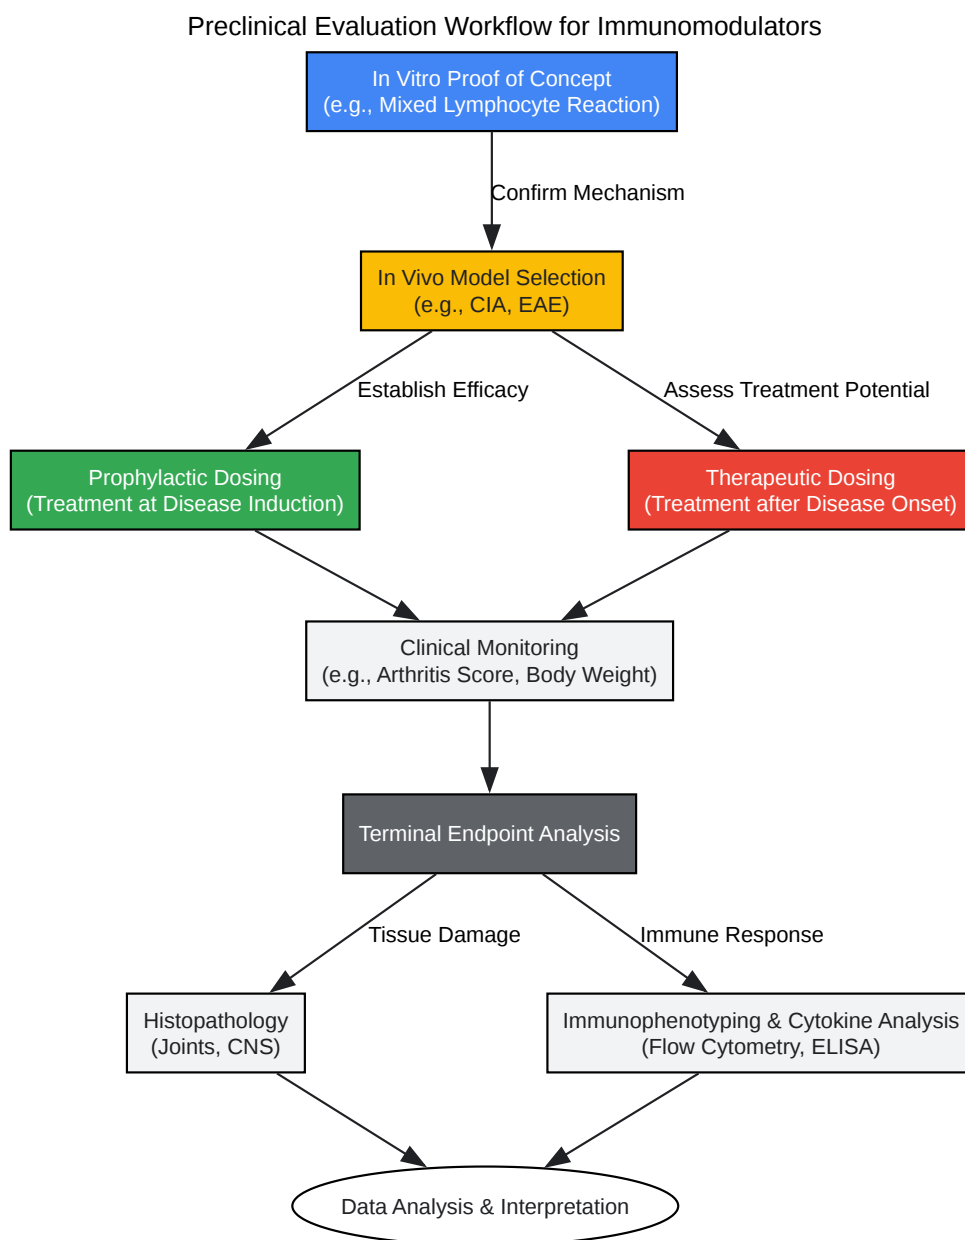 Preclinical Evaluation Workflow for Immunomodulators
In Vitro Proof of Concept
(e.g., Mixed Lymphocyte Reaction)
Confirm Mechanism
In Vivo Model Selection
(e.g., CIA, EAE)
Establish Efficacy
Assess Treatment Potential
Prophylactic Dosing
(Treatment at Disease Induction)
Therapeutic Dosing
(Treatment after Disease Onset)
Clinical Monitoring
(e.g., Arthritis Score, Body Weight)
Terminal Endpoint Analysis
Tissue Damage
Immune Response
Histopathology
(Joints, CNS)
Immunophenotyping & Cytokine Analysis
(Flow Cytometry, ELISA)
Data Analysis & Interpretation